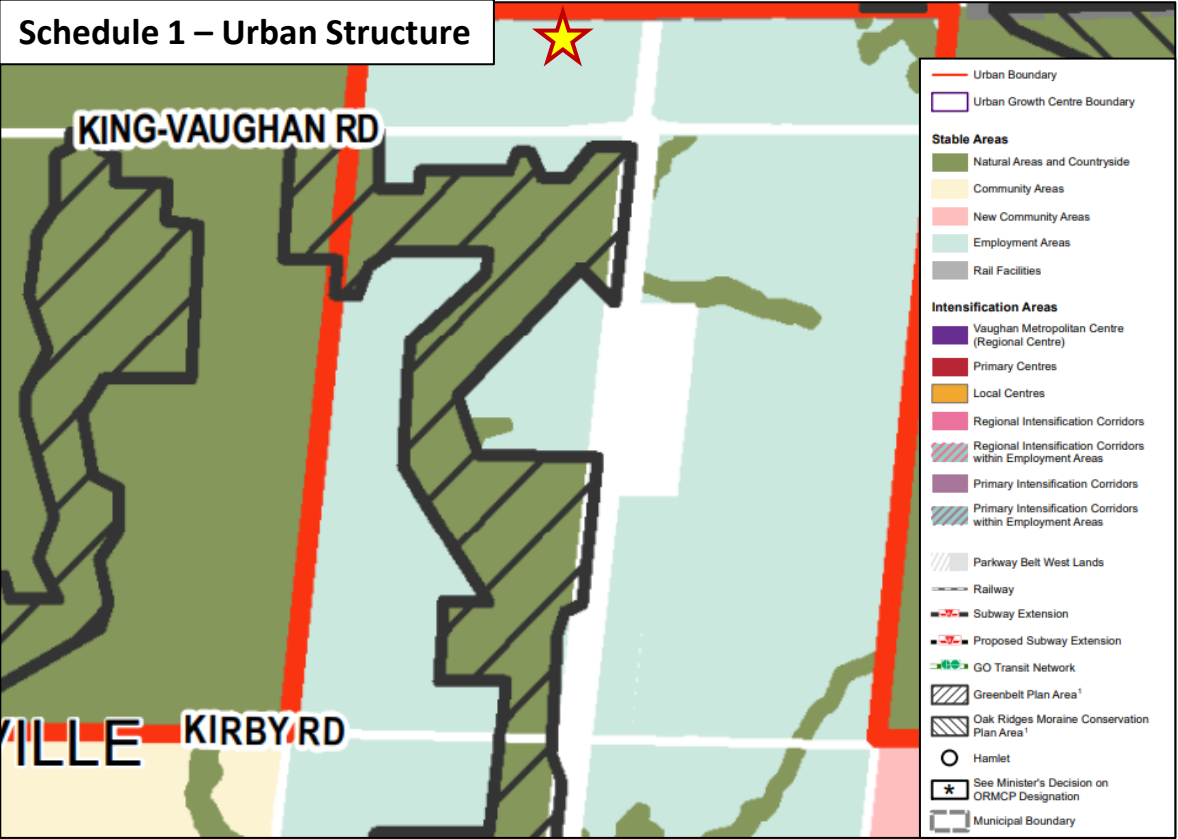 Schedule 1 – Urban Structure
KING-VAUGHAN RD
VILLE
KIRBY RD
Urban Boundary
Urban Growth Centre Boundary
Stable Areas
Natural Areas and Countryside
Community Areas
New Community Areas
Employment Areas
Rail Facilities
Intensification Areas
Vaughan Metropolitan Centre
(Regional Centre)
Primary Centres
Local Centres
Regional Intensification Corridors
Regional Intensification Corridors
within Employment Areas
Primary Intensification Corridors
Primary Intensification Corridors
within Employment Areas
Parkway Belt West Lands
Railway
Subway Extension
Proposed Subway Extension
GO Transit Network
Greenbelt Plan Area¹
Oak Ridges Moraine Conservation
Plan Area¹
Hamlet
* See Minister's Decision on
ORMCP Designation
Municipal Boundary